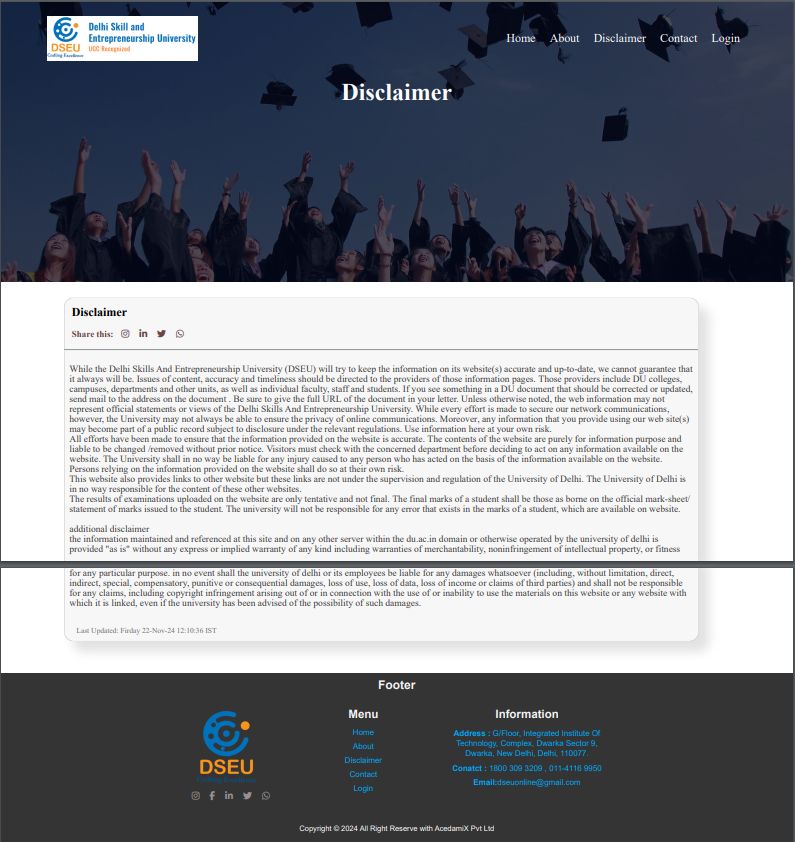 Delhi Skill and
Entrepreneurship University
UGC Recognized
DSEU
Crafting Excellence
Home About Disclaimer Contact Login
Disclaimer
Disclaimer
Share this:
While the Delhi Skills And Entrepreneurship University (DSEU) will try to keep the information on its website(s) accurate and up-to-date, we cannot guarantee that
it always will be. Issues of content, accuracy and timeliness should be directed to the providers of those information pages. Those providers include DU colleges,
campuses, departments and other units, as well as individual faculty, staff and students. If you see something in a DU document that should be corrected or updated,
send mail to the address on the document . Be sure to give the full URL of the document in your letter. Unless otherwise noted, the web information may not
represent official statements or views of the Delhi Skills And Entrepreneurship University. While every effort is made to secure our network communications,
however, the University may not always be able to ensure the privacy of online communications. Moreover, any information that you provide using our web site(s)
may become part of a public record subject to disclosure under the relevant regulations. Use information here at your own risk.
All efforts have been made to ensure that the information provided on the website is accurate. The contents of the website are purely for information purpose and
liable to be changed /removed without prior notice. Visitors must check with the concerned department before deciding to act on any information available on the
website. The University shall in no way be liable for any injury caused to any person who has acted on the basis of the information available on the website.
Persons relying on the information provided on the website shall do so at their own risk.
This website also provides links to other website but these links are not under the supervision and regulation of the University of Delhi. The University of Delhi is
in no way responsible for the content of these other websites.
The results of examinations uploaded on the website are only tentative and not final. The final marks of a student shall be those as borne on the official mark-sheet/
statement of marks issued to the student. The university will not be responsible for any error that exists in the marks of a student, which are available on website.
additional disclaimer
the information maintained and referenced at this site and on any other server within the du.ac.in domain or otherwise operated by the university of delhi is
provided "as is" without any express or implied warranty of any kind including warranties of merchantability, noninfringement of intellectual property, or fitness
for any particular purpose. in no event shall the university of delhi or its employees be liable for any damages whatsoever (including, without limitation, direct,
indirect, special, compensatory, punitive or consequential damages, loss of use, loss of data, loss of income or claims of third parties) and shall not be responsible
for any claims, including copyright infringement arising out of or in connection with the use of or inability to use the materials on this website or any website with
which it is linked, even if the university has been advised of the possibility of such damages.
Last Updated: Firday 22-Nov-24 12:10:36 IST
Footer
DSEU
Menu
Home
About
Disclaimer
Contact
Login
Information
Address : G/Floor, Integrated Institute Of
Technology, Complex, Dwarka Sector 9,
Dwarka, New Delhi, Delhi, 110077.
Conatct : 1800 309 3209 , 011-4116 9950
Email:dseuonline@gmail.com
Copyright © 2024 All Right Reserve with AcedamiX Pvt Ltd